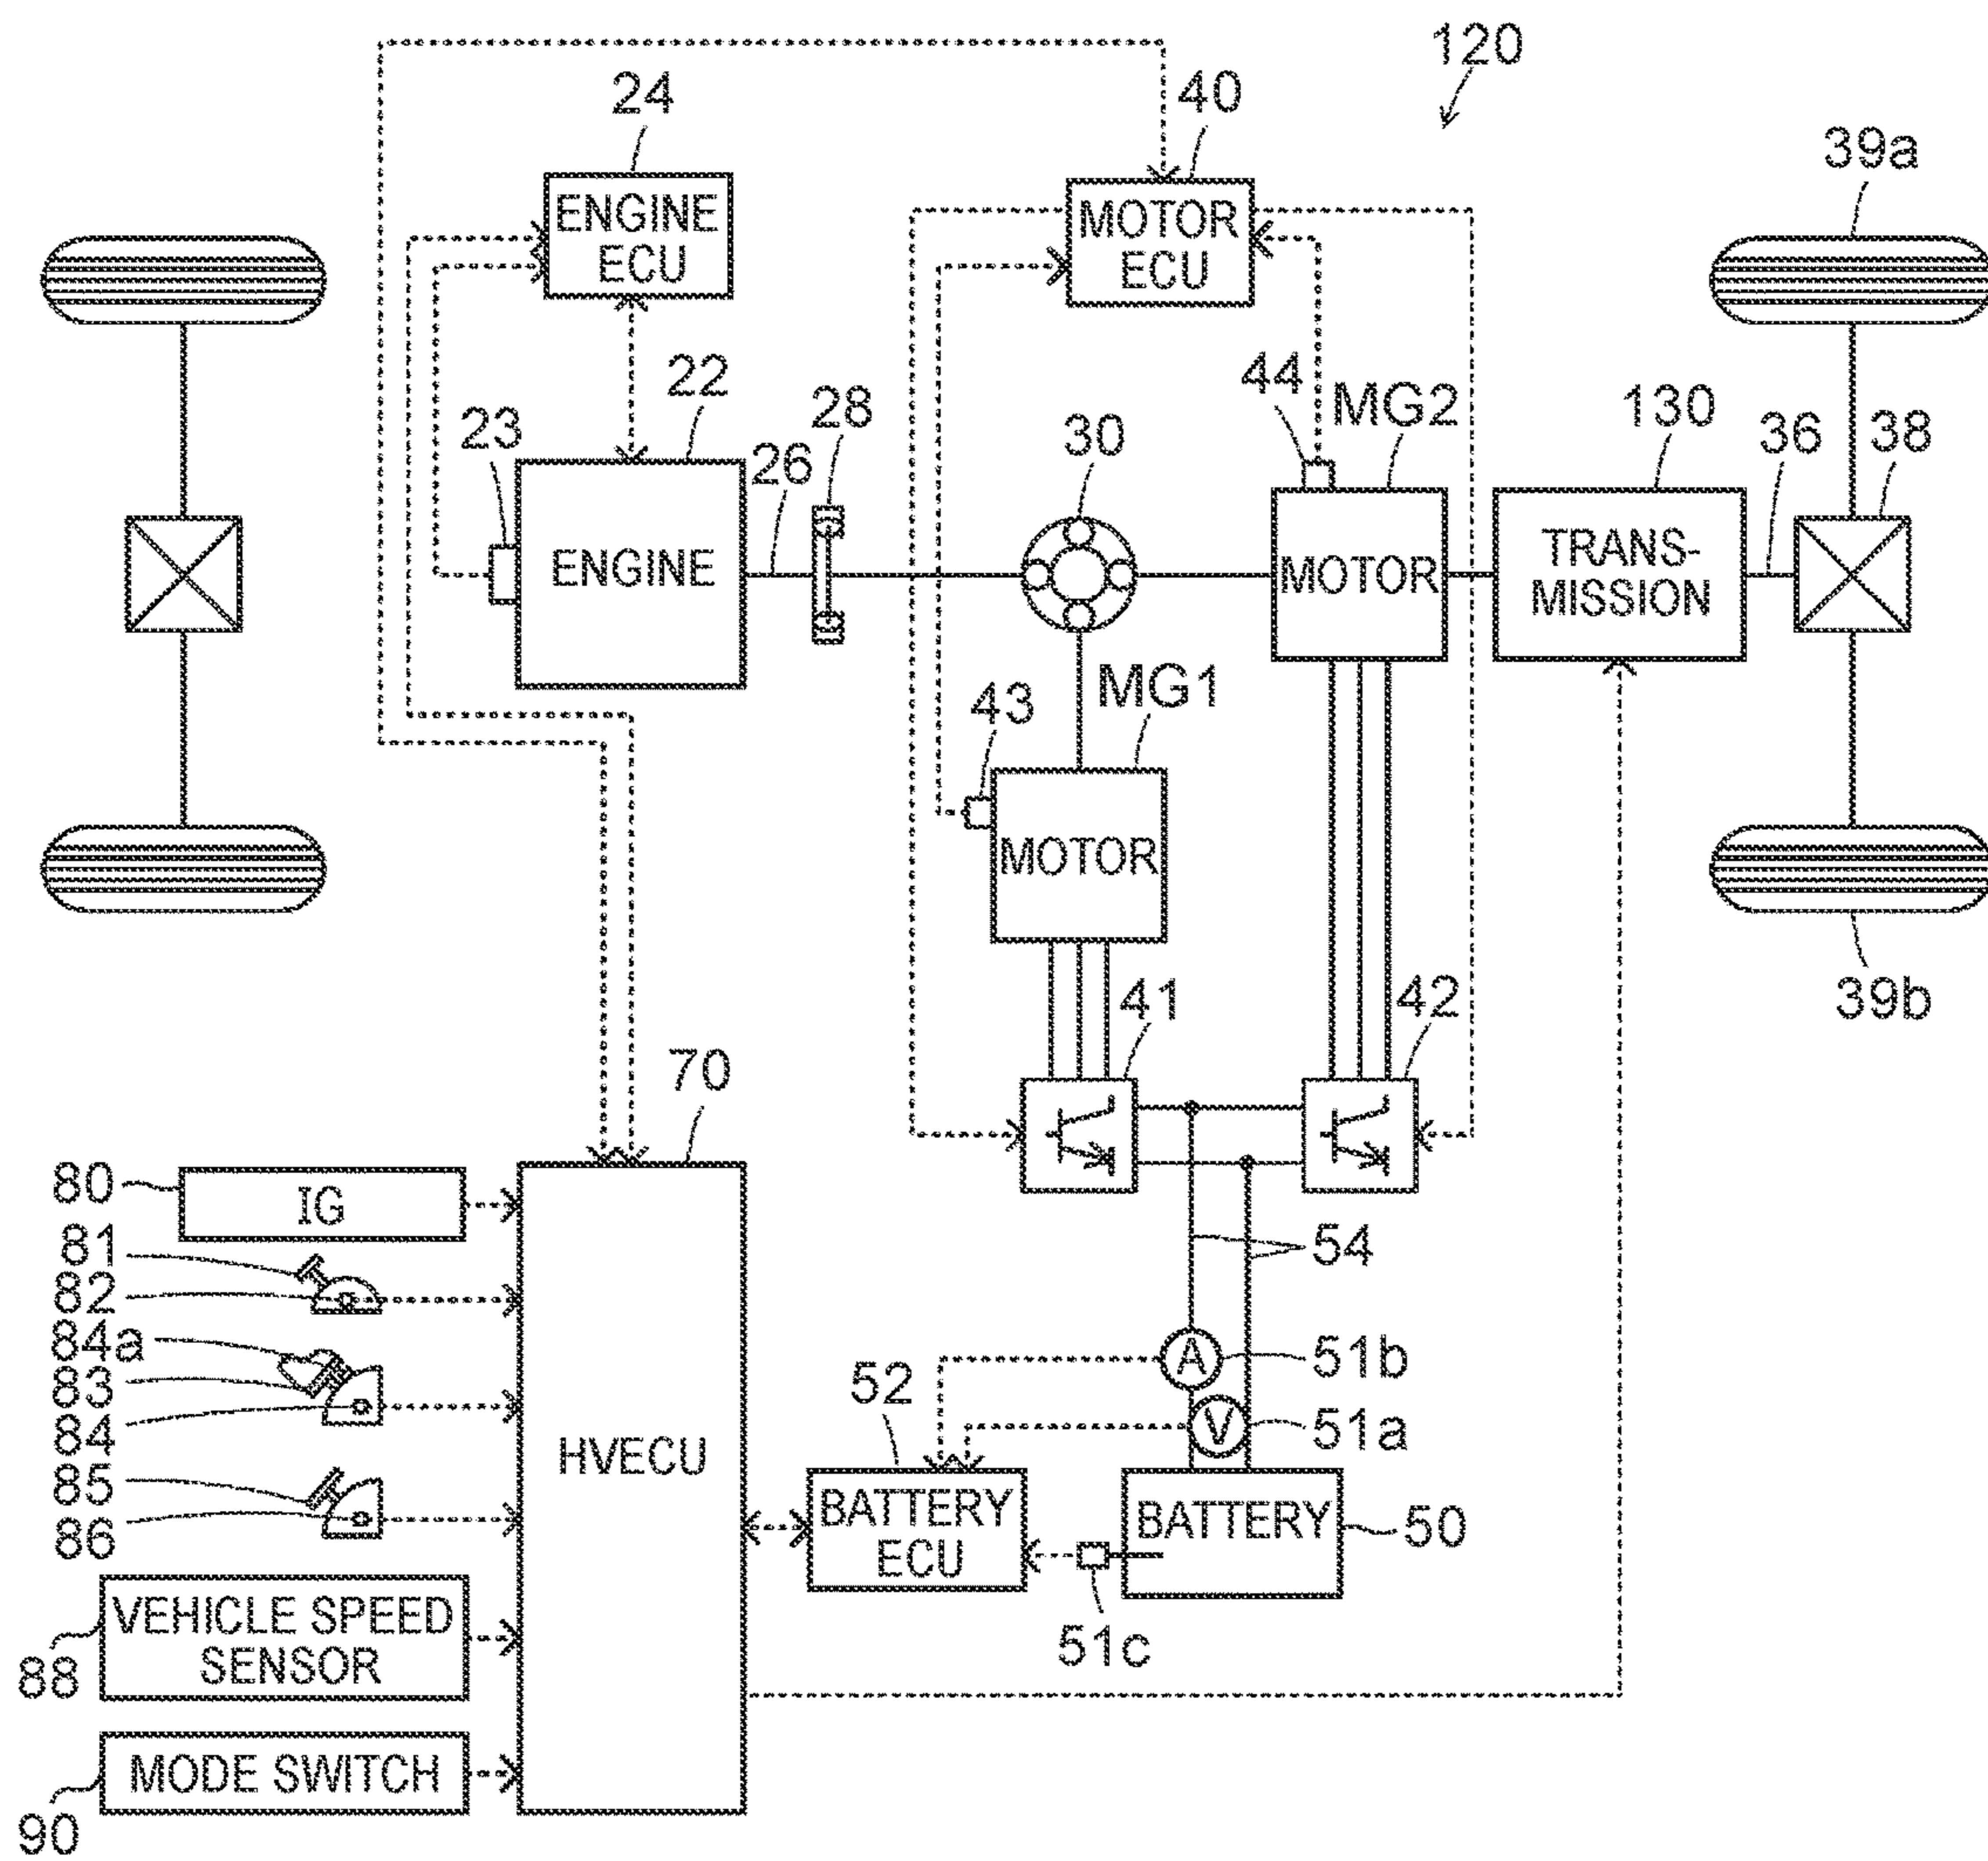 120
24
40
39a
ENGINE
ECU
MOTOR
ECU
22
28
44
MG2
130
23
26
30
36
38
ENGINE
MOTOR
TRANS-
MISSION
43
MG1
MOTOR
41
42
39b
70
80
IG
81
82
54
84a
83
84
51b
52
51a
HVECU
85
86
BATTERY
ECU
BATTERY
50
A
V
VEHICLE SPEED
SENSOR
88
51c
MODE SWITCH
90